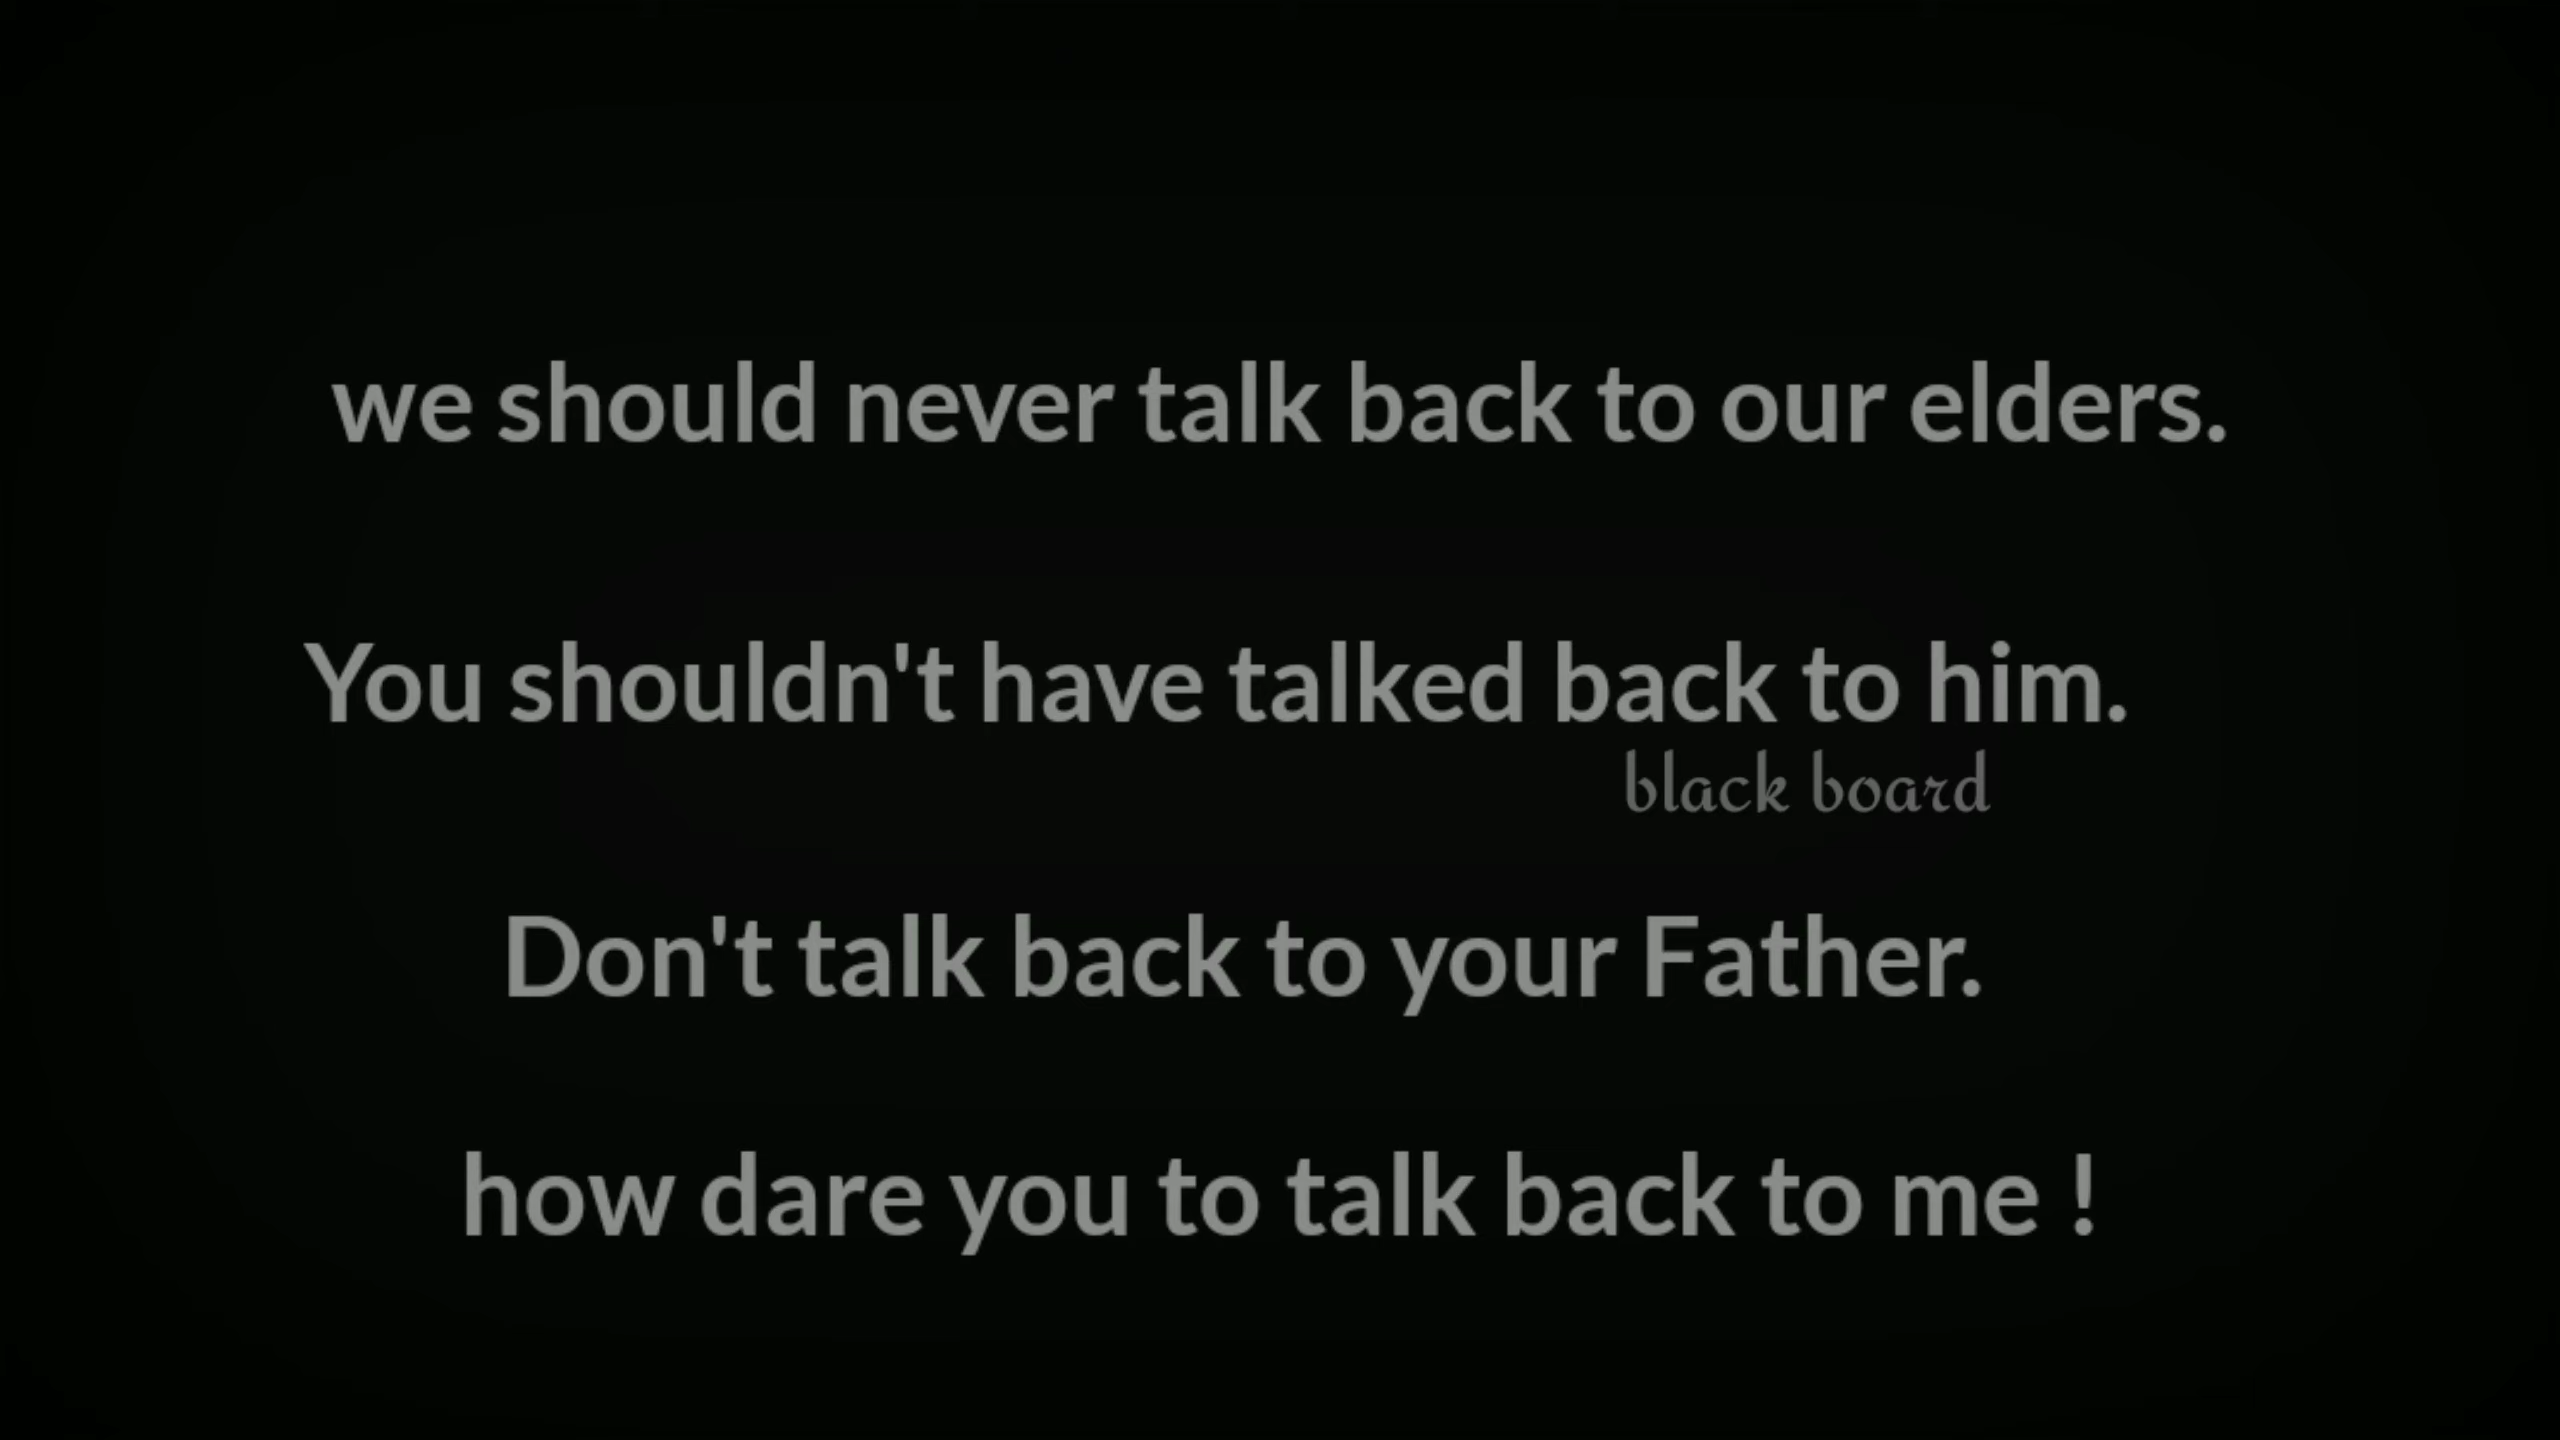 we should never talk back to our elders.
You shouldn't have talked back to him.
black board
Don't talk back to your Father.
how dare you to talk back to me !